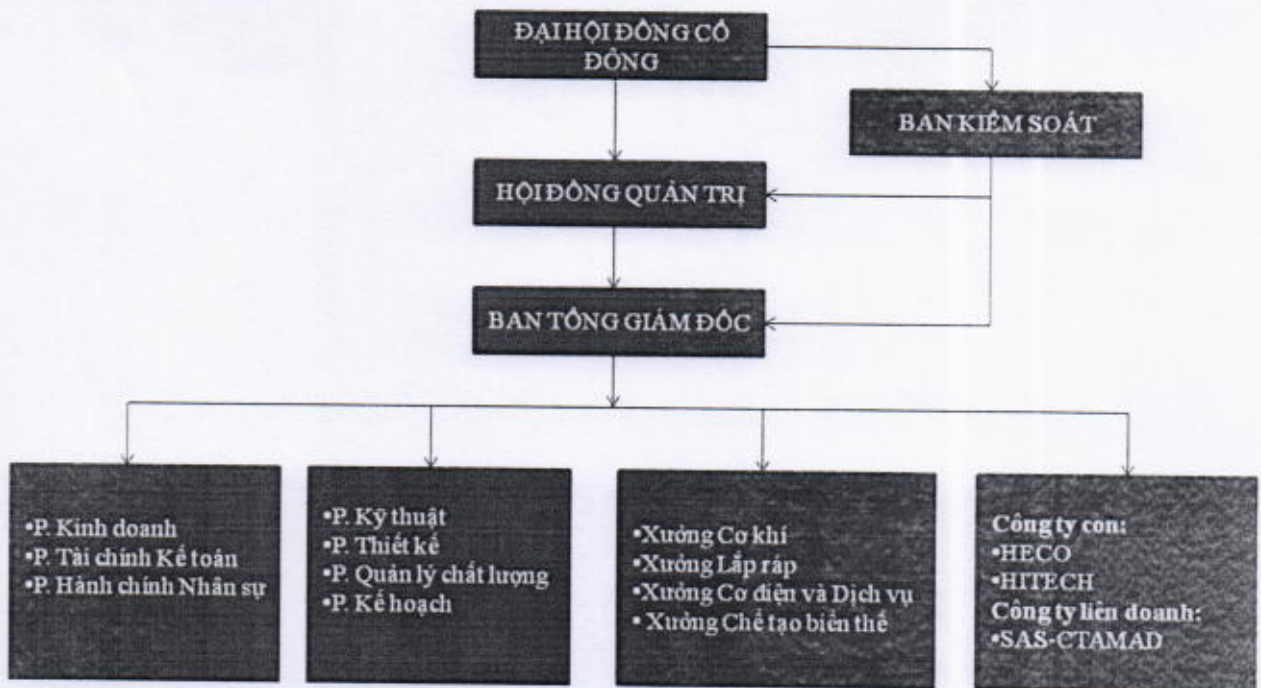 ĐẠI HỘI ĐỒNG CỔ
ĐÔNG
BAN KIỂM SOÁT
HỘI ĐỒNG QUẢN TRỊ
BAN TỔNG GIÁM ĐỐC
•P. Kinh doanh
•P. Tài chính Kế toán
•P. Hành chính Nhân sự
•P. Kỹ thuật
•P. Thiết kế
•P. Quản lý chất lượng
•P. Kế hoạch
•Xưởng Cơ khí
•Xưởng Lắp ráp
•Xưởng Cơ điện và Dịch vụ
• Xưởng Chế tạo biến thế
Công ty con:
•HECO
•HITECH
Công ty liên doanh:
•SAS-CTAMAD